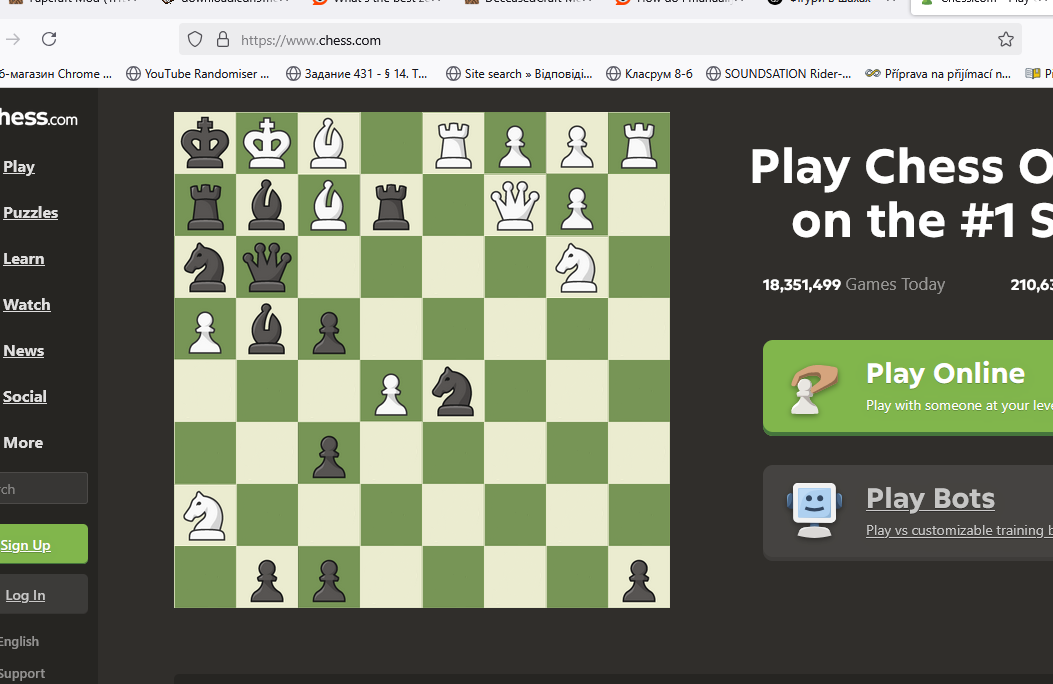 https://www.chess.com
б-магазин Chrome ...
YouTube Randomiser ...
Задание 431 - § 14. Т...
Site search » Відповіді...
Класрум 8-б
SOUNDSATION Rider-...
Příprava na přijímací n...
hess.com
Play
Puzzles
Learn
Watch
News
Social
More
rch
Sign Up
Log In
English
Support
Play Chess O
on the #1 S
18,351,499 Games Today
210,63
Play Online
Play with someone at your leve
Play Bots
Play vs customizable training b